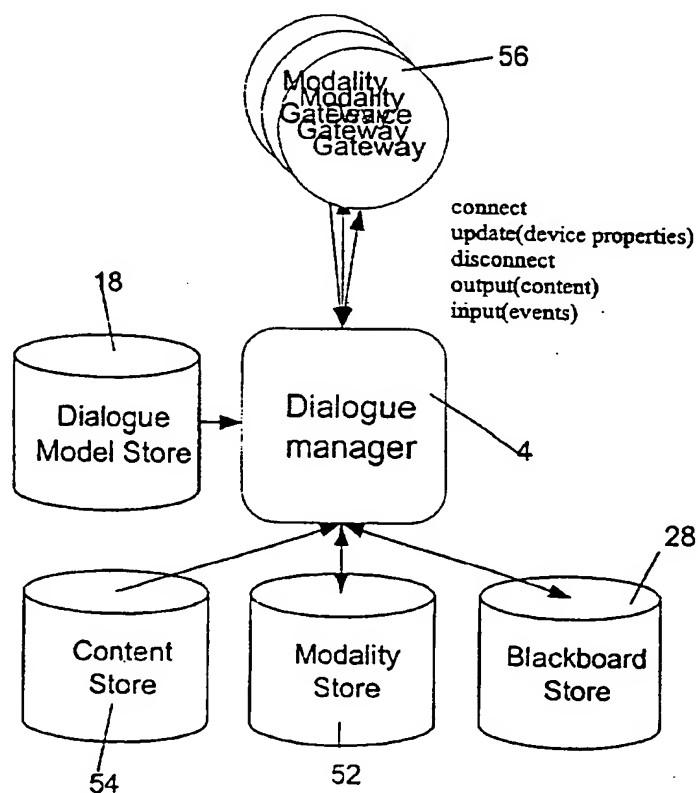 56
Modality
Modality
Gateway
Device
Gateway
Gateway
connect
update(device properties)
disconnect
output(content)
input(events)
18
Dialogue
Model Store
Dialogue
manager
4
28
Content
Store
Modality
Store
Blackboard
Store
54
52